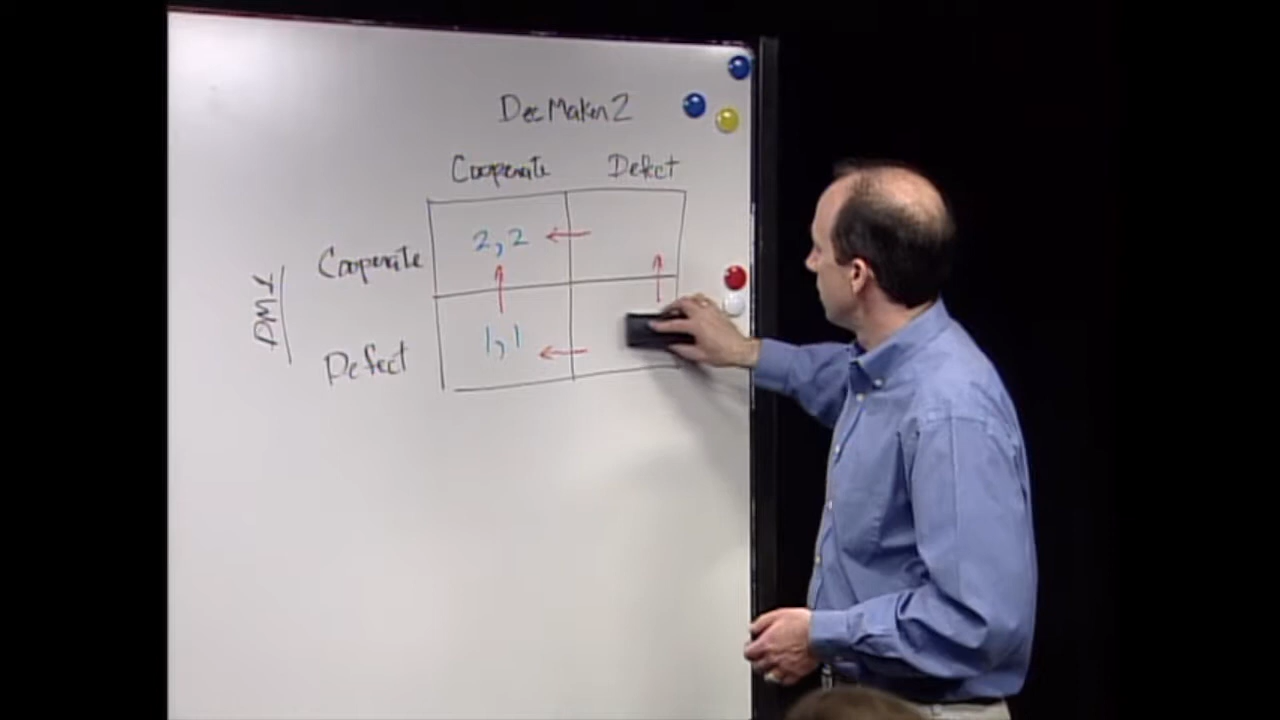 Dec Maker 2
Cooperate Defect
Cooperate 2,2
DM1
Defect 1,1